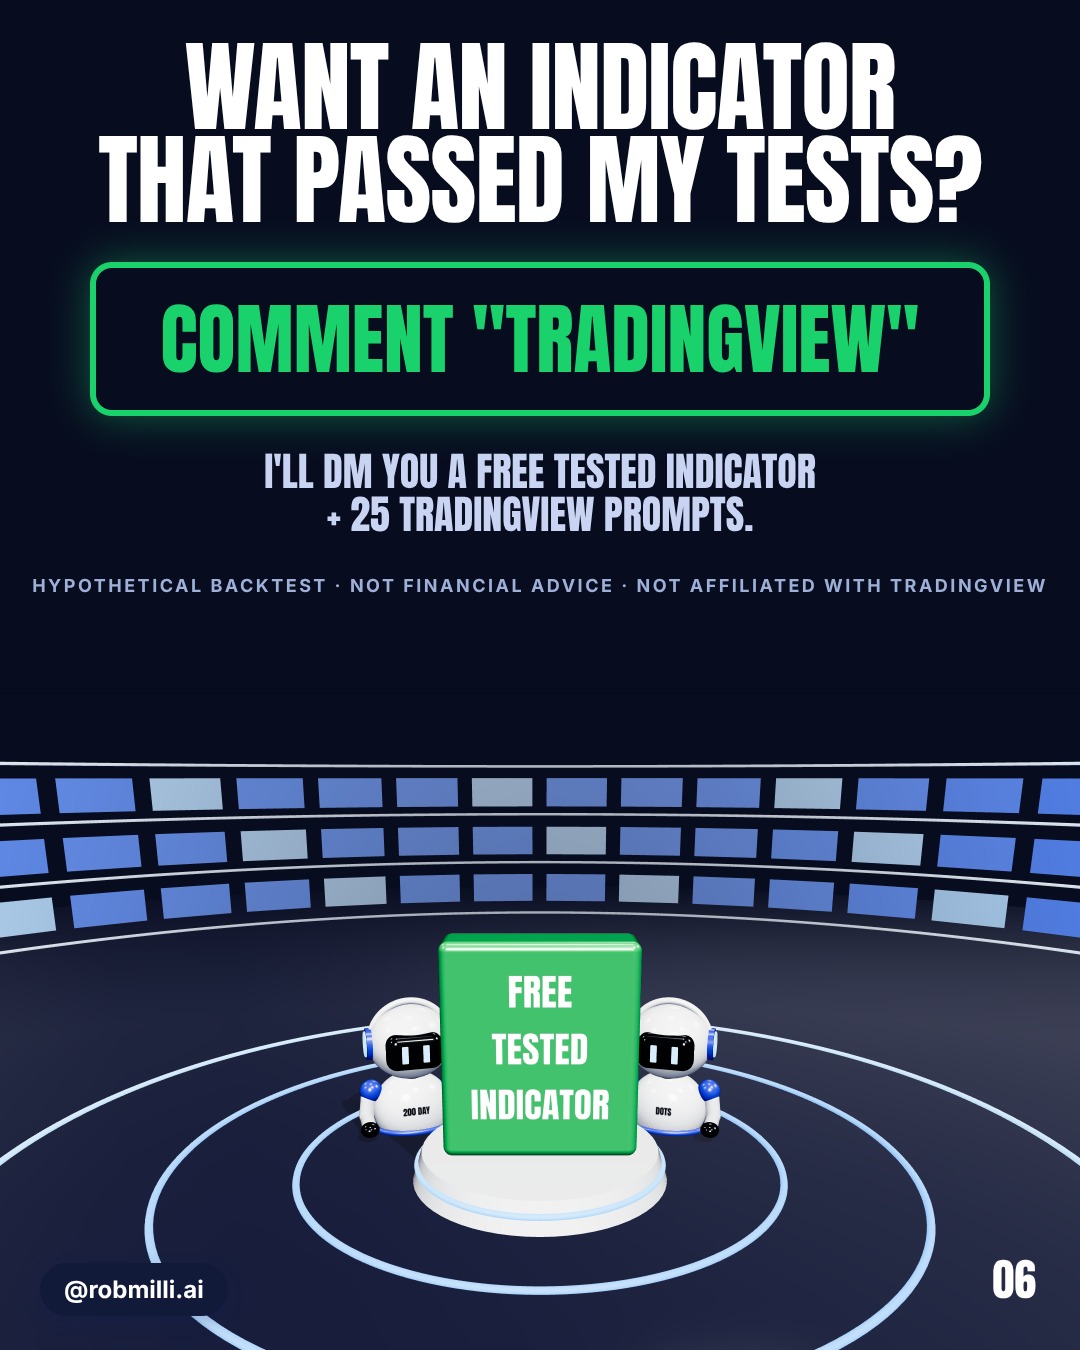 WANT AN INDICATOR
THAT PASSED MY TESTS?
COMMENT "TRADINGVIEW"
I'LL DM YOU A FREE TESTED INDICATOR
+ 25 TRADINGVIEW PROMPTS.
HYPOTHETICAL BACKTEST · NOT FINANCIAL ADVICE · NOT AFFILIATED WITH TRADINGVIEW
FREE
TESTED
INDICATOR
200 DAY
DOTS
@robmilli.ai
06